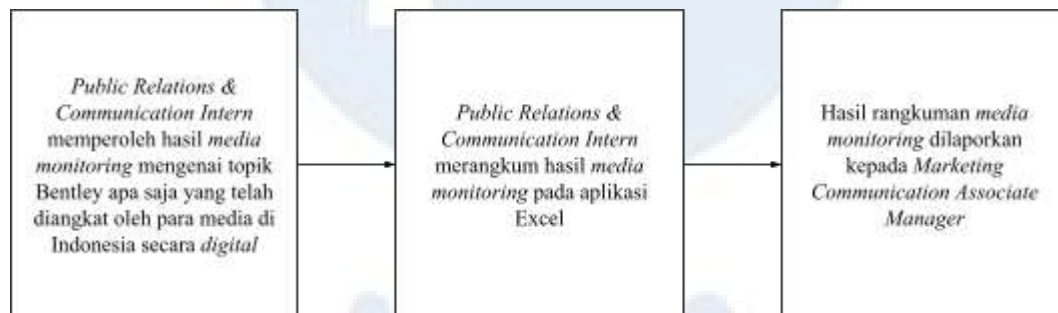 Public Relations &
Communication Intern
memperoleh hasil media
monitoring mengenai topik
Bentley apa saja yang telah
diangkat oleh para media di
Indonesia secara digital
Public Relations &
Communication Intern
merangkum hasil media
monitoring pada aplikasi
Excel
Hasil rangkuman media
monitoring dilaporkan
kepada Marketing
Communication Associate
Manager